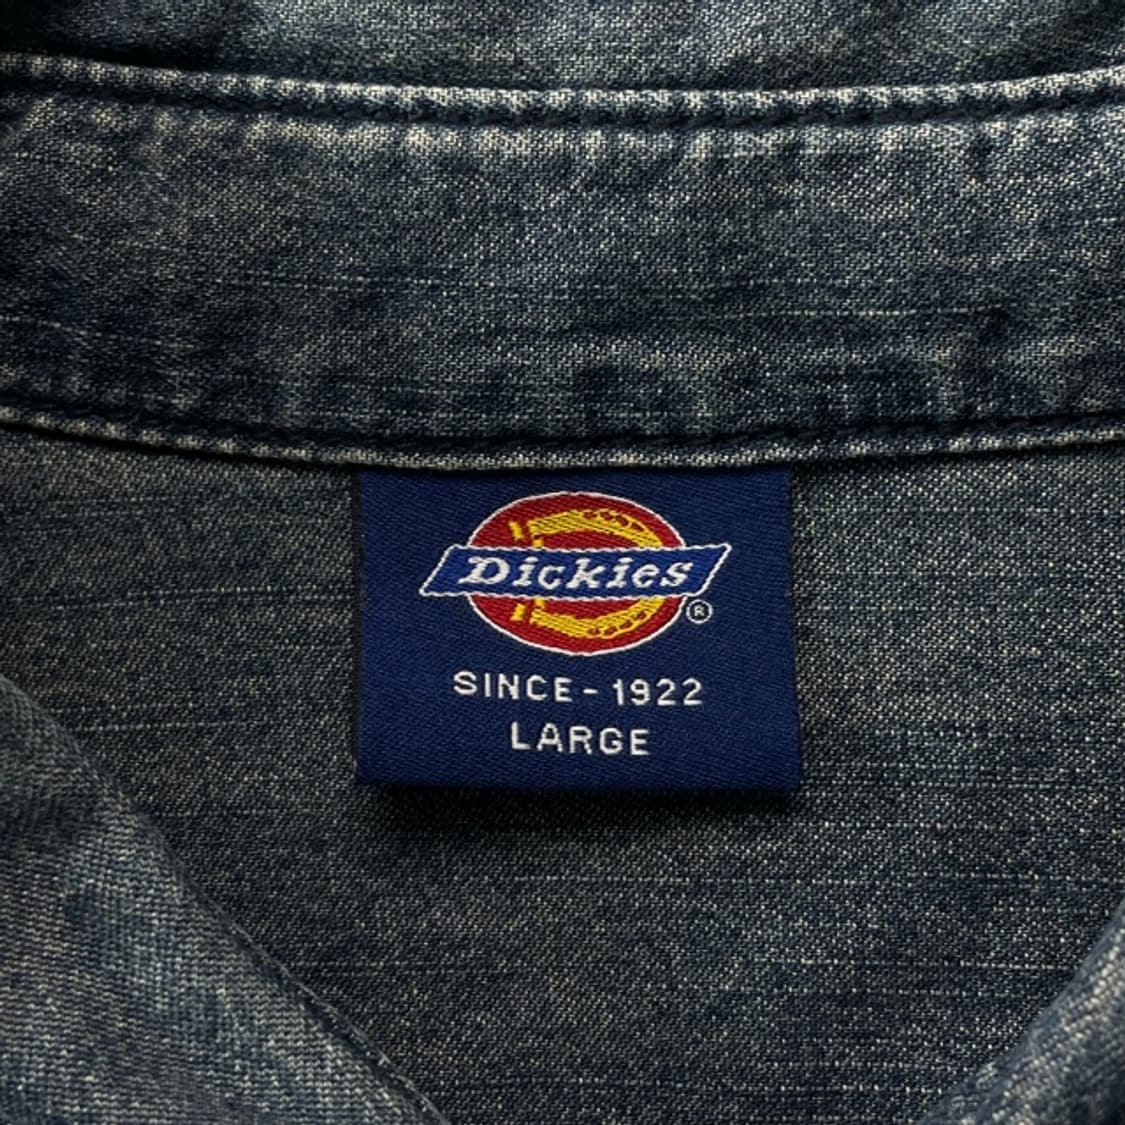 Dickies
®
SINCE - 1922
LARGE